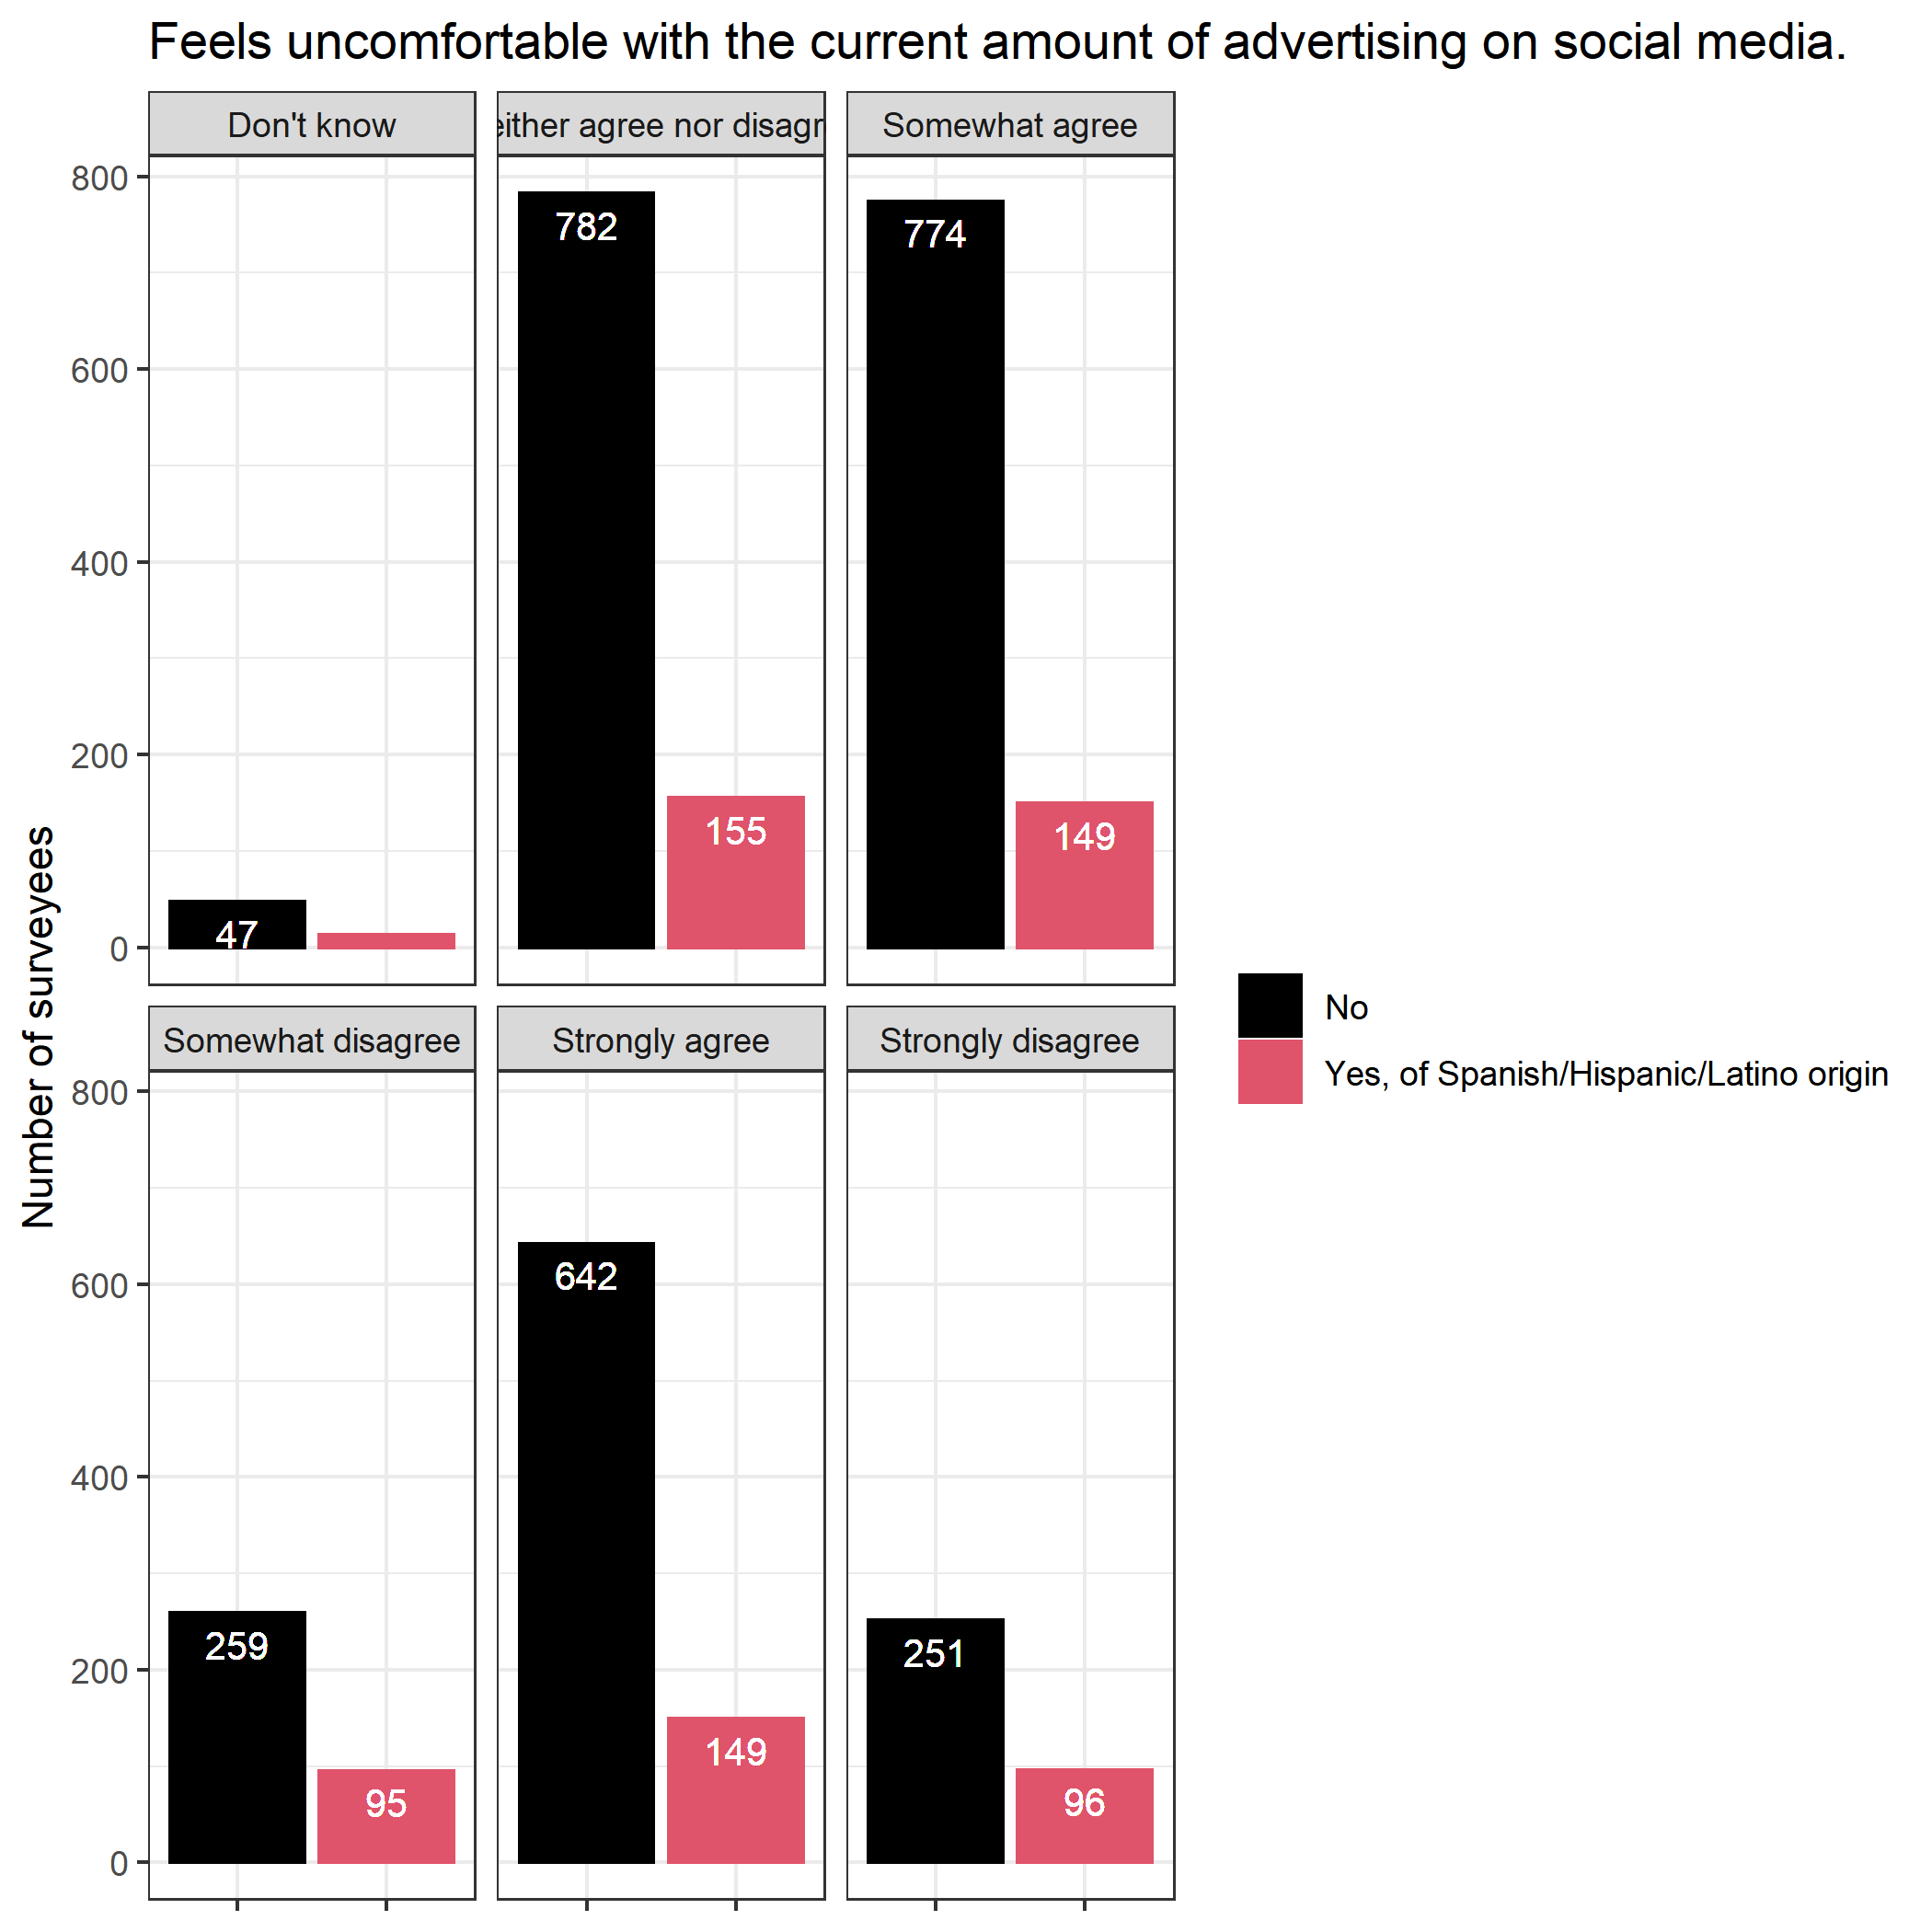 Feels uncomfortable with the current amount of advertising on social media.
Don't know
either agree nor disagr
Somewhat agree
800
600
400
200
0
782
774
155
149
47
Number of surveyees
No
Yes, of Spanish/Hispanic/Latino origin
Somewhat disagree
Strongly agree
Strongly disagree
800
600
400
200
0
642
259
251
149
95
96